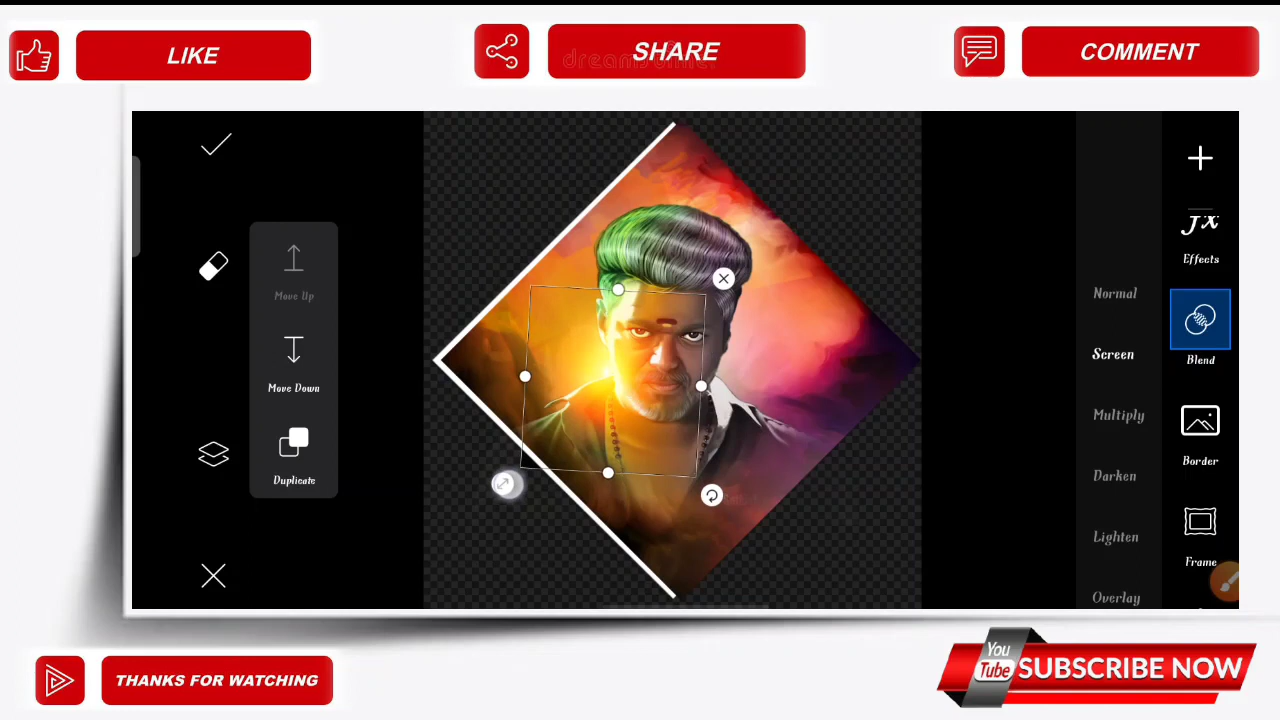 LIKE
SHARE
COMMENT
Move Up
Move Down
Duplicate
Normal
Screen
Multiply
Darken
Lighten
Overlay
Effects
Blend
Border
Frame
THANKS FOR WATCHING
You
Tube
SUBSCRIBE NOW